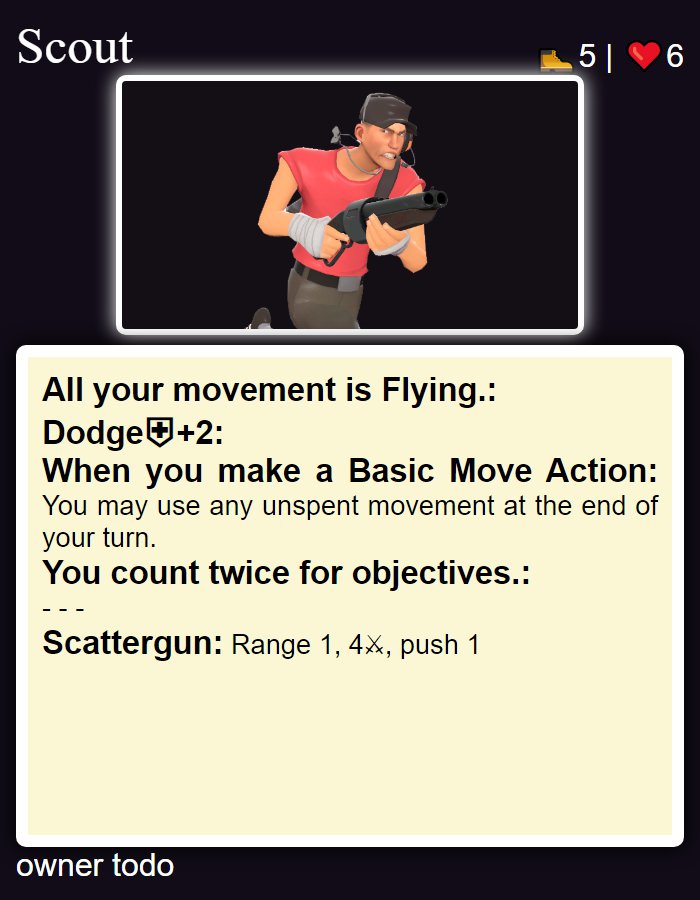 Scout
🥾5 | ❤️6
All your movement is Flying.:
Dodge⛨+2:
When you make a Basic Move Action:
You may use any unspent movement at the end of
your turn.
You count twice for objectives.:
- - -
Scattergun: Range 1, 4⚔, push 1
owner todo